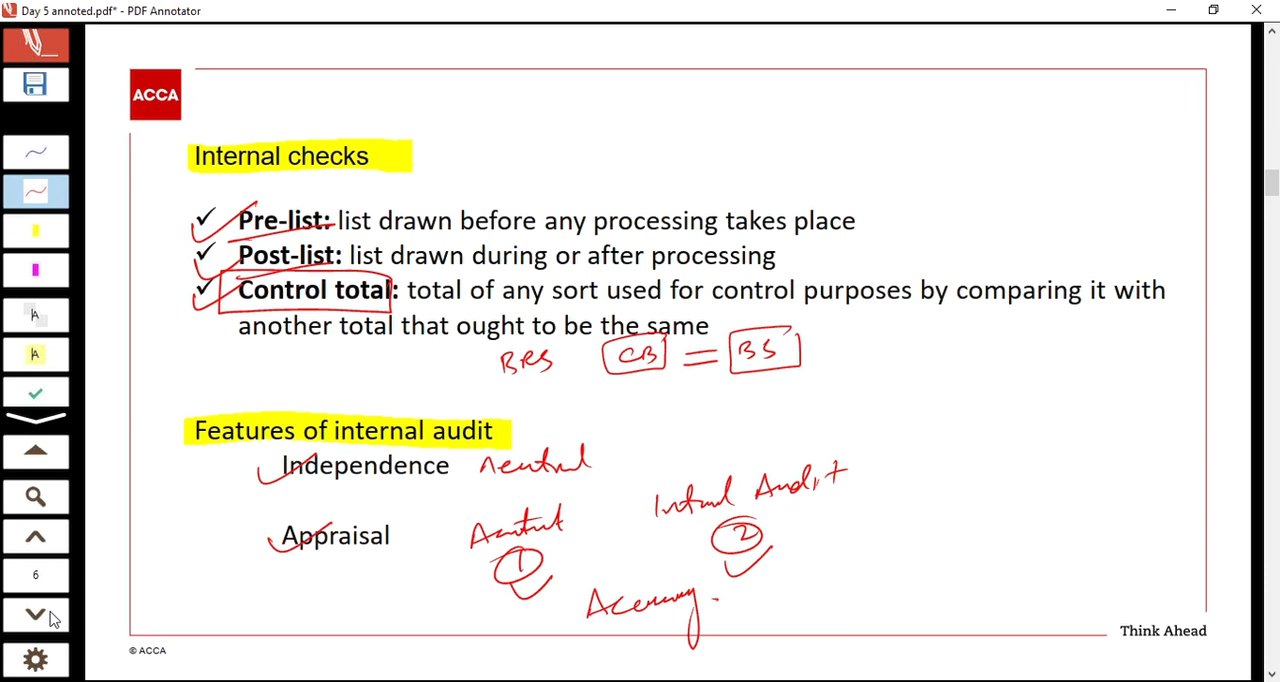 Day 5 annoted.pdf* - PDF Annotator
ACCA
Internal checks
✓ Pre-list: list drawn before any processing takes place
✓ Post-list: list drawn during or after processing
✓ Control total: total of any sort used for control purposes by comparing it with
another total that ought to be the same
BRS CB = BS
Features of internal audit
Independence neutral
Internal Audit
Appraisal
1 2
Accuracy.
Think Ahead
© ACCA
A
A
6